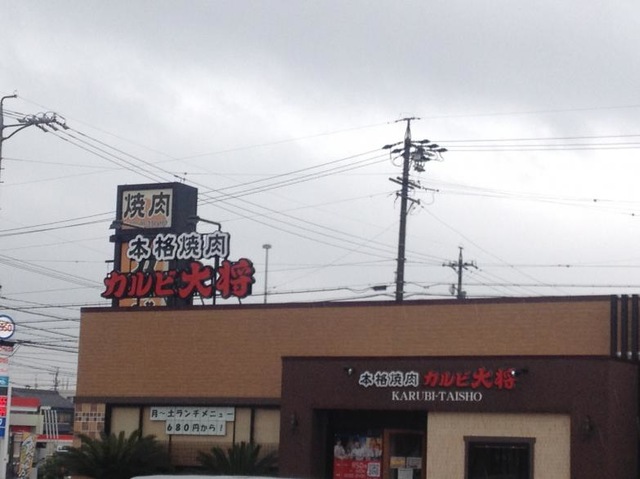 焼肉
本格焼肉
カルビ大将
本格焼肉 カルビ大将
KARUBI-TAISHO
月～土ランチメニュー
680円から！